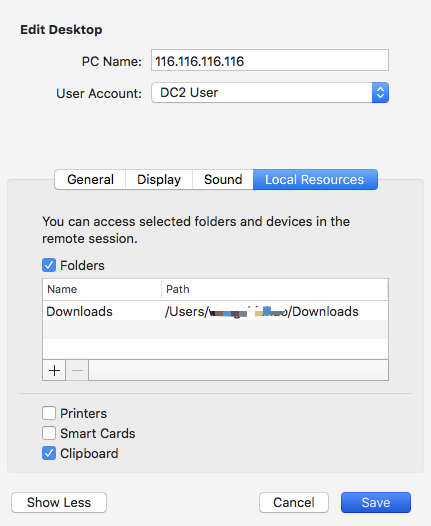 Edit Desktop
PC Name: 116.116.116.116
User Account: DC2 User
General Display Sound Local Resources
You can access selected folders and devices in the
remote session.
Folders
Name Path
Downloads /Users/ /Downloads
+ −
Printers
Smart Cards
Clipboard
Show Less Cancel Save